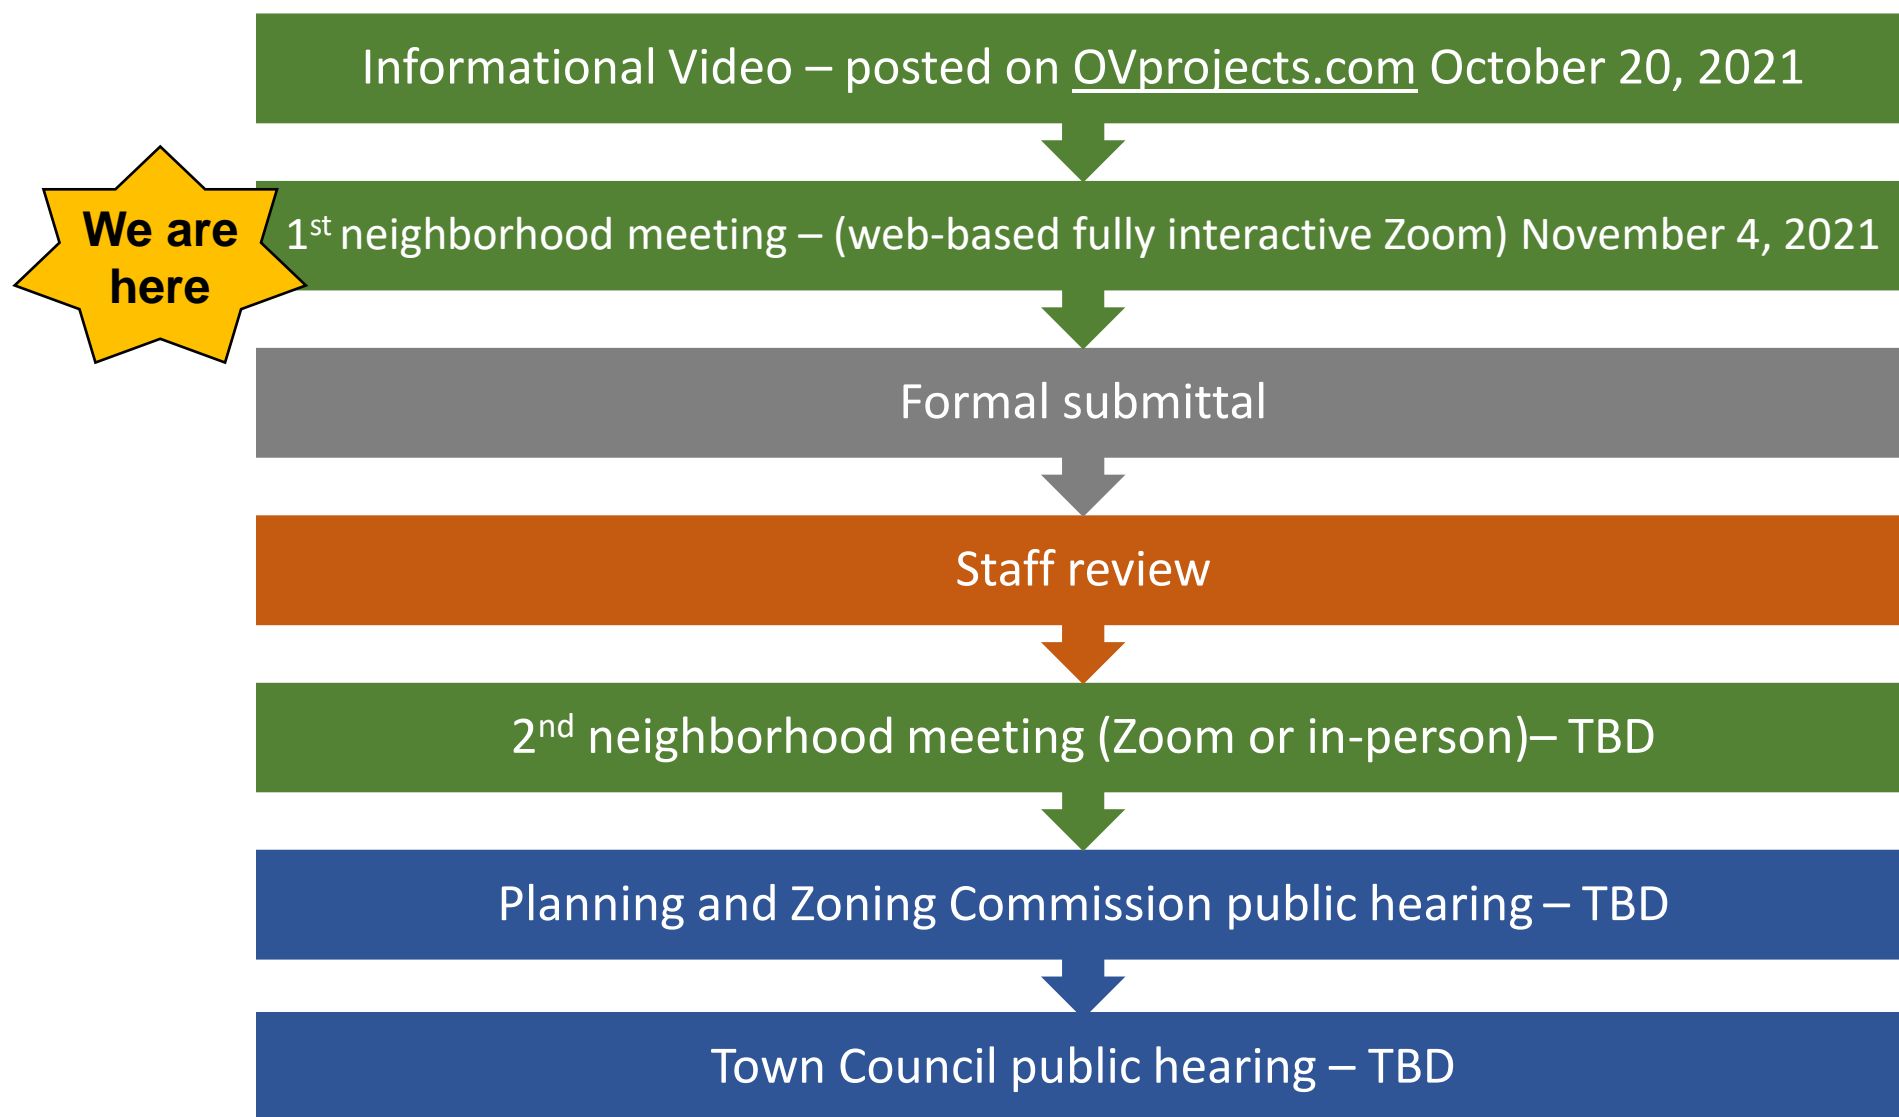 Informational Video – posted on OVprojects.com October 20, 2021
We are
here
1st neighborhood meeting – (web-based fully interactive Zoom) November 4, 2021
Formal submittal
Staff review
2nd neighborhood meeting (Zoom or in-person)– TBD
Planning and Zoning Commission public hearing – TBD
Town Council public hearing – TBD